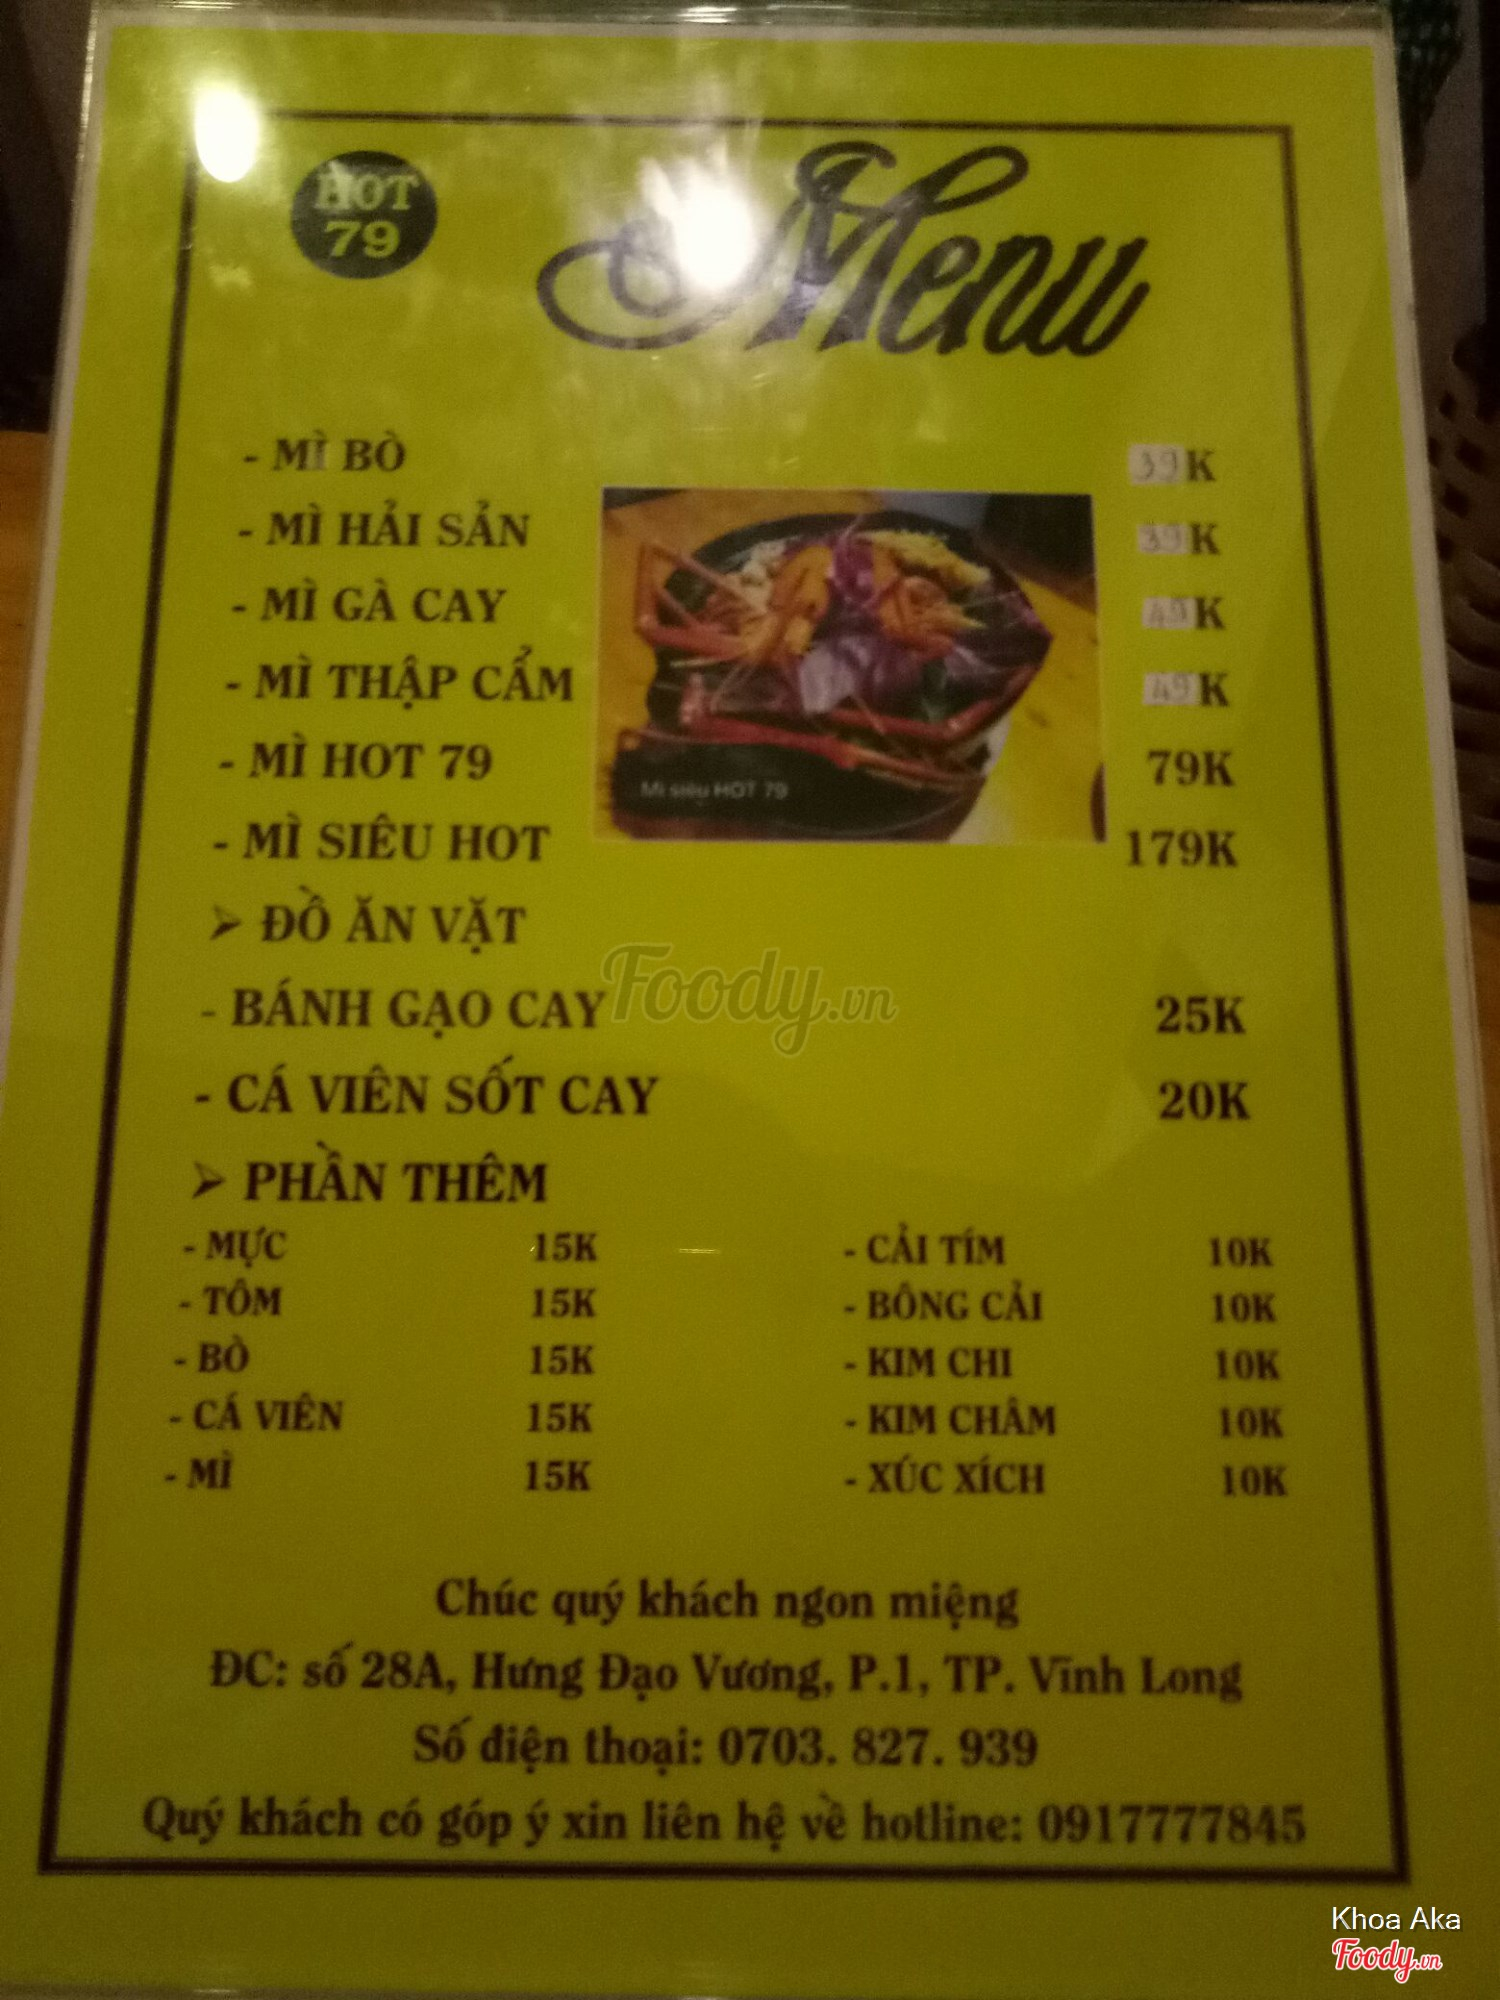 HOT
79
Menu
- MÌ BÒ 39K
- MÌ HẢI SẢN 39K
- MÌ GÀ CAY 49K
- MÌ THẬP CẨM 49K
- MÌ HOT 79 79K
Mì siêu HOT 79
- MÌ SIÊU HOT 179K
➢ ĐỒ ĂN VẶT
- BÁNH GẠO CAY 25K
Foody.vn
- CÁ VIÊN SỐT CAY 20K
➢ PHẦN THÊM
- MỰC 15K - CẢI TÍM 10K
- TÔM 15K - BÔNG CẢI 10K
- BÒ 15K - KIM CHI 10K
- CÁ VIÊN 15K - KIM CHÂM 10K
- MÌ 15K - XÚC XÍCH 10K
Chúc quý khách ngon miệng
ĐC: số 28A, Hưng Đạo Vương, P.1, TP. Vĩnh Long
Số điện thoại: 0703. 827. 939
Quý khách có góp ý xin liên hệ về hotline: 0917777845
Khoa Aka
Foody.vn